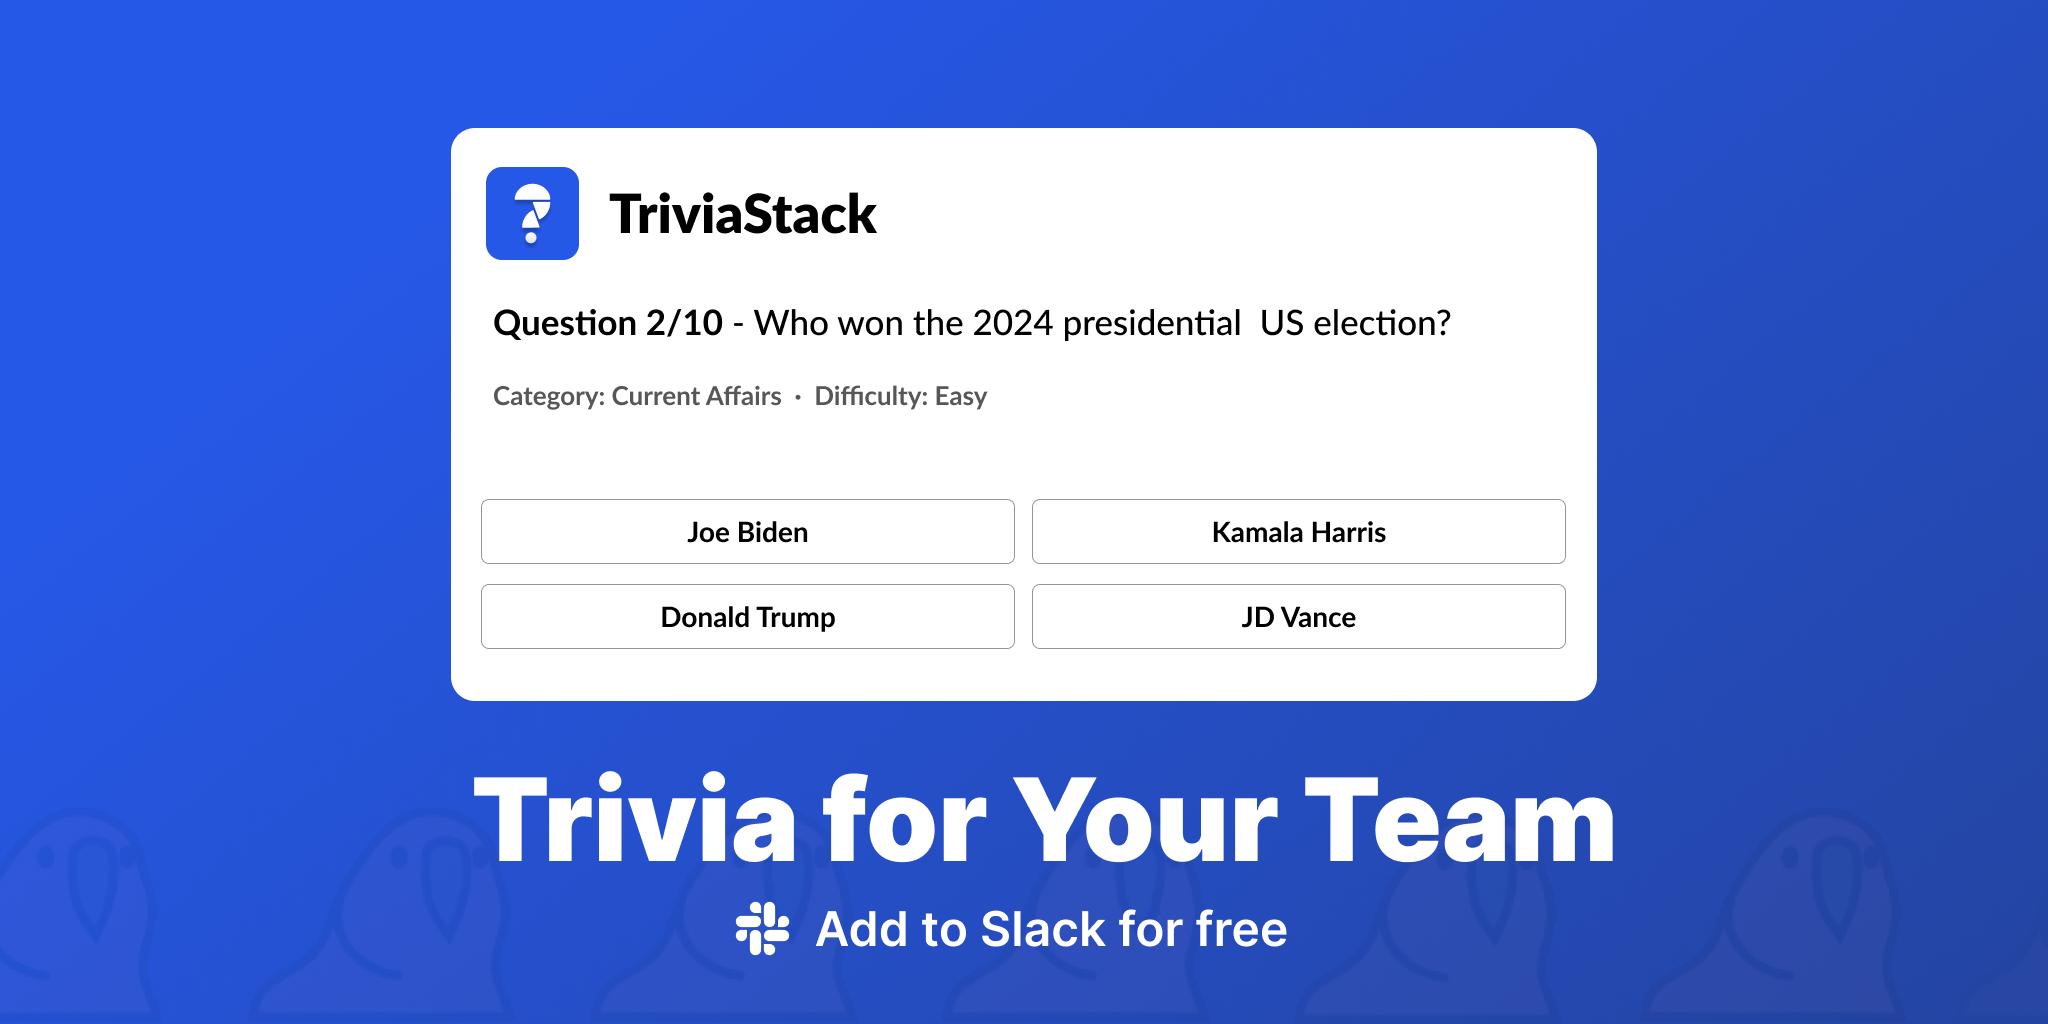 TriviaStack
Question 2/10 - Who won the 2024 presidential  US election?
Category: Current Affairs · Difficulty: Easy
Joe Biden
Kamala Harris
Donald Trump
JD Vance
Trivia for Your Team
Add to Slack for free